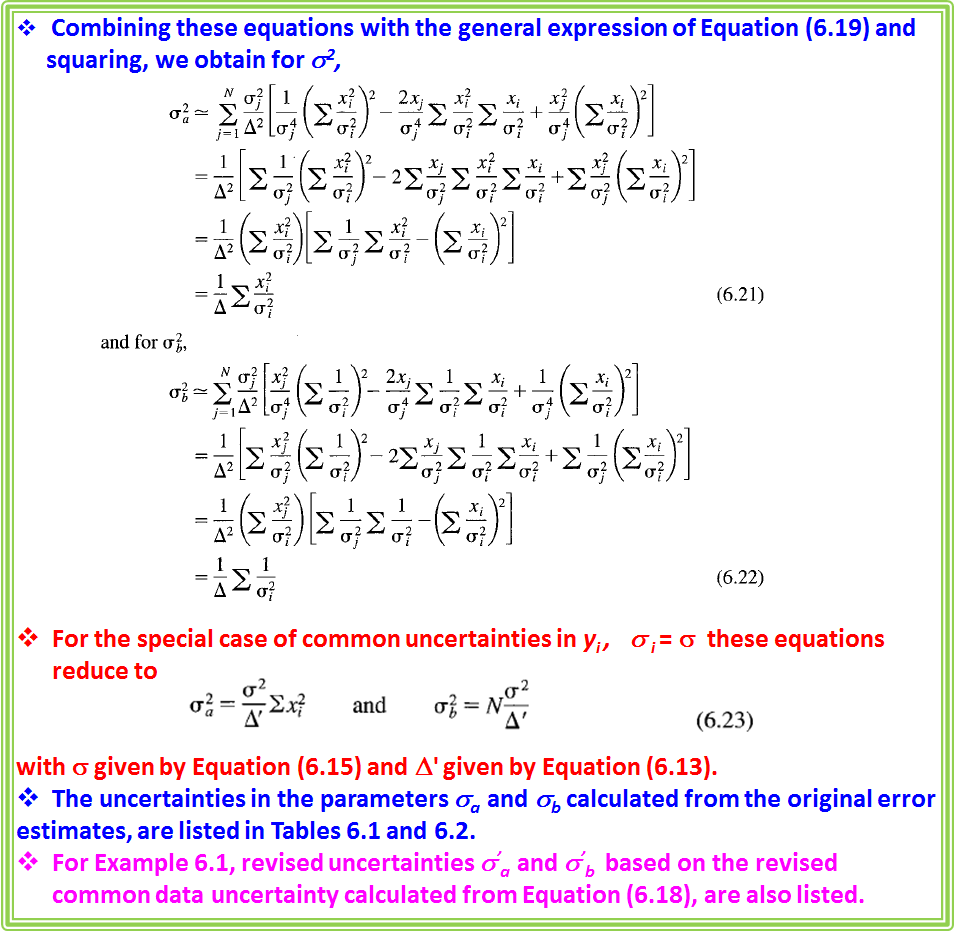 ❖ Combining these equations with the general expression of Equation (6.19) and
squaring, we obtain for σ²,
σ_a² ≃ Σ_{j=1}^{N} σ_j²/Δ² [1/σ_j⁴ (Σ x_i²/σ_i²)² − 2x_j/σ_j⁴ Σ x_i²/σ_i² Σ x_i/σ_i² + x_j²/σ_j⁴ (Σ x_i/σ_i²)²]
= 1/Δ² [Σ 1/σ_j² (Σ x_i²/σ_i²)² − 2Σ x_j/σ_j² Σ x_i²/σ_i² Σ x_i/σ_i² + Σ x_j²/σ_j² (Σ x_i/σ_i²)²]
= 1/Δ² (Σ x_i²/σ_i²)[Σ 1/σ_j² Σ x_i²/σ_i² − (Σ x_i/σ_i²)²]
= 1/Δ Σ x_i²/σ_i² (6.21)
and for σ_b²,
σ_b² ≃ Σ_{j=1}^{N} σ_j²/Δ² [x_j²/σ_j⁴ (Σ 1/σ_i²)² − 2x_j/σ_j⁴ Σ 1/σ_i² Σ x_i/σ_i² + 1/σ_j⁴ (Σ x_i/σ_i²)²]
= 1/Δ² [Σ x_j²/σ_j² (Σ 1/σ_i²)² − 2Σ x_j/σ_j² Σ 1/σ_i² Σ x_i/σ_i² + Σ 1/σ_j² (Σ x_i/σ_i²)²]
= 1/Δ² (Σ x_j²/σ_i²)[Σ 1/σ_j² Σ 1/σ_i² − (Σ x_i/σ_i²)²]
= 1/Δ Σ 1/σ_i² (6.22)
❖ For the special case of common uncertainties in y_i, σ_i = σ these equations
reduce to
σ_a² = σ²/Δ′ Σx_i² and σ_b² = N σ²/Δ′ (6.23)
with σ given by Equation (6.15) and Δ' given by Equation (6.13).
❖ The uncertainties in the parameters σ_a and σ_b calculated from the original error
estimates, are listed in Tables 6.1 and 6.2.
❖ For Example 6.1, revised uncertainties σ′_a and σ′_b based on the revised
common data uncertainty calculated from Equation (6.18), are also listed.